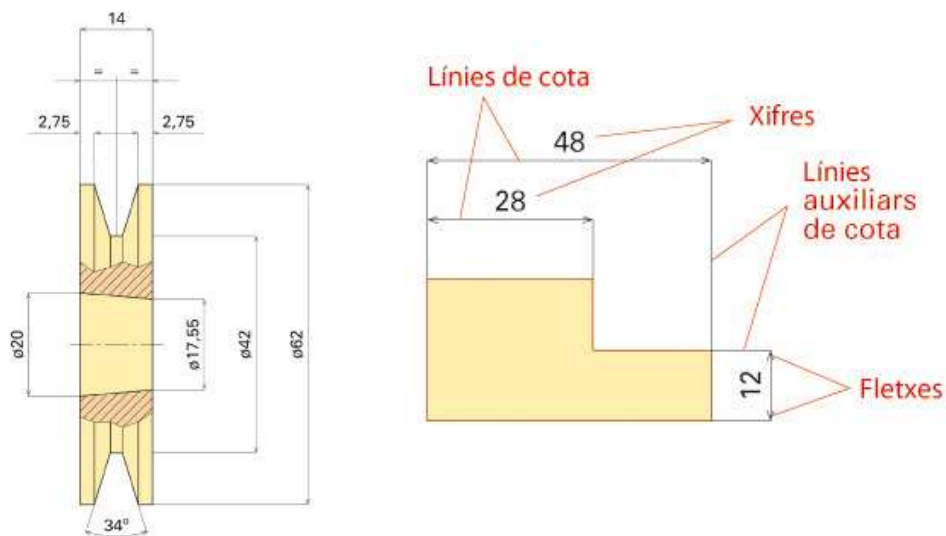 14
= =
2,75 2,75
ø20
ø17,55
ø42
ø62
34º
Línies de cota
Xifres
48
28
Línies
auxiliars
de cota
12
Fletxes